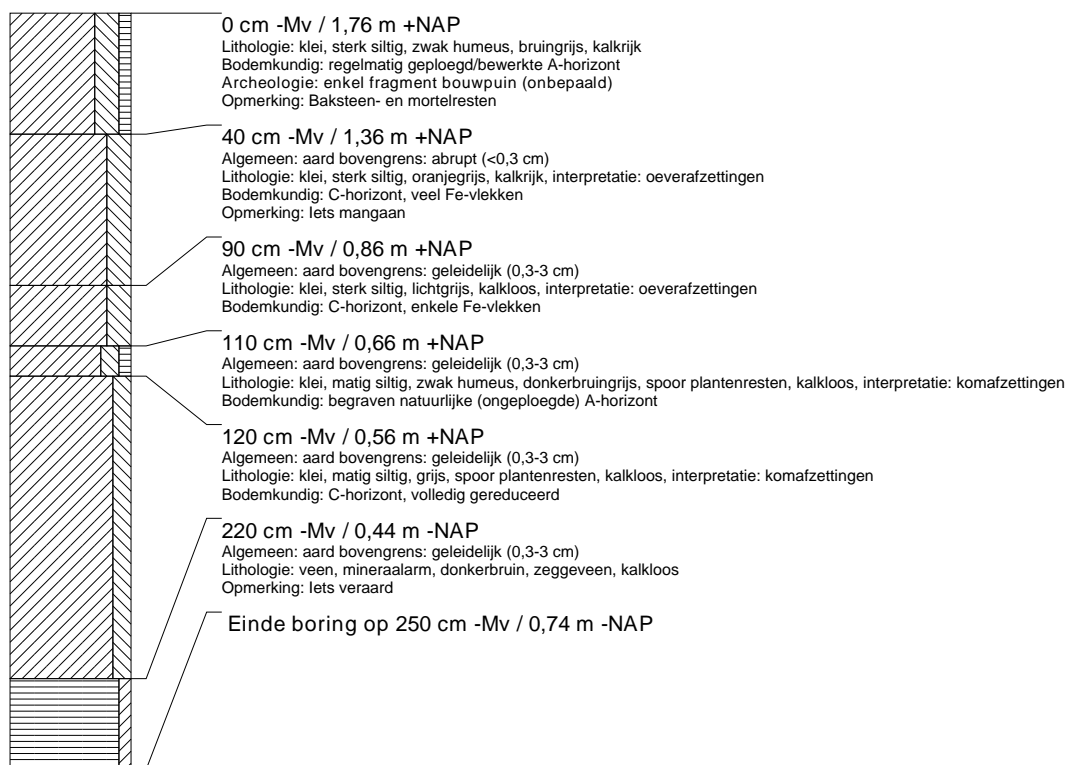 0 cm -Mv / 1,76 m +NAP
Lithologie: klei, sterk siltig, zwak humeus, bruingrijs, kalkrijk
Bodemkundig: regelmatig geploegd/bewerkte A-horizont
Archeologie: enkel fragment bouwpuin (onbepaald)
Opmerking: Baksteen- en mortelresten
40 cm -Mv / 1,36 m +NAP
Algemeen: aard bovengrens: abrupt (<0,3 cm)
Lithologie: klei, sterk siltig, oranjegrijs, kalkrijk, interpretatie: oeverafzettingen
Bodemkundig: C-horizont, veel Fe-vlekken
Opmerking: Iets mangaan
90 cm -Mv / 0,86 m +NAP
Algemeen: aard bovengrens: geleidelijk (0,3-3 cm)
Lithologie: klei, sterk siltig, lichtgrijs, kalkloos, interpretatie: oeverafzettingen
Bodemkundig: C-horizont, enkele Fe-vlekken
110 cm -Mv / 0,66 m +NAP
Algemeen: aard bovengrens: geleidelijk (0,3-3 cm)
Lithologie: klei, matig siltig, zwak humeus, donkerbruingrijs, spoor plantenresten, kalkloos, interpretatie: komafzettingen
Bodemkundig: begraven natuurlijke (ongeploegde) A-horizont
120 cm -Mv / 0,56 m +NAP
Algemeen: aard bovengrens: geleidelijk (0,3-3 cm)
Lithologie: klei, matig siltig, grijs, spoor plantenresten, kalkloos, interpretatie: komafzettingen
Bodemkundig: C-horizont, volledig gereduceerd
220 cm -Mv / 0,44 m -NAP
Algemeen: aard bovengrens: geleidelijk (0,3-3 cm)
Lithologie: veen, mineraalarm, donkerbruin, zeggeveen, kalkloos
Opmerking: Iets veraard
Einde boring op 250 cm -Mv / 0,74 m -NAP